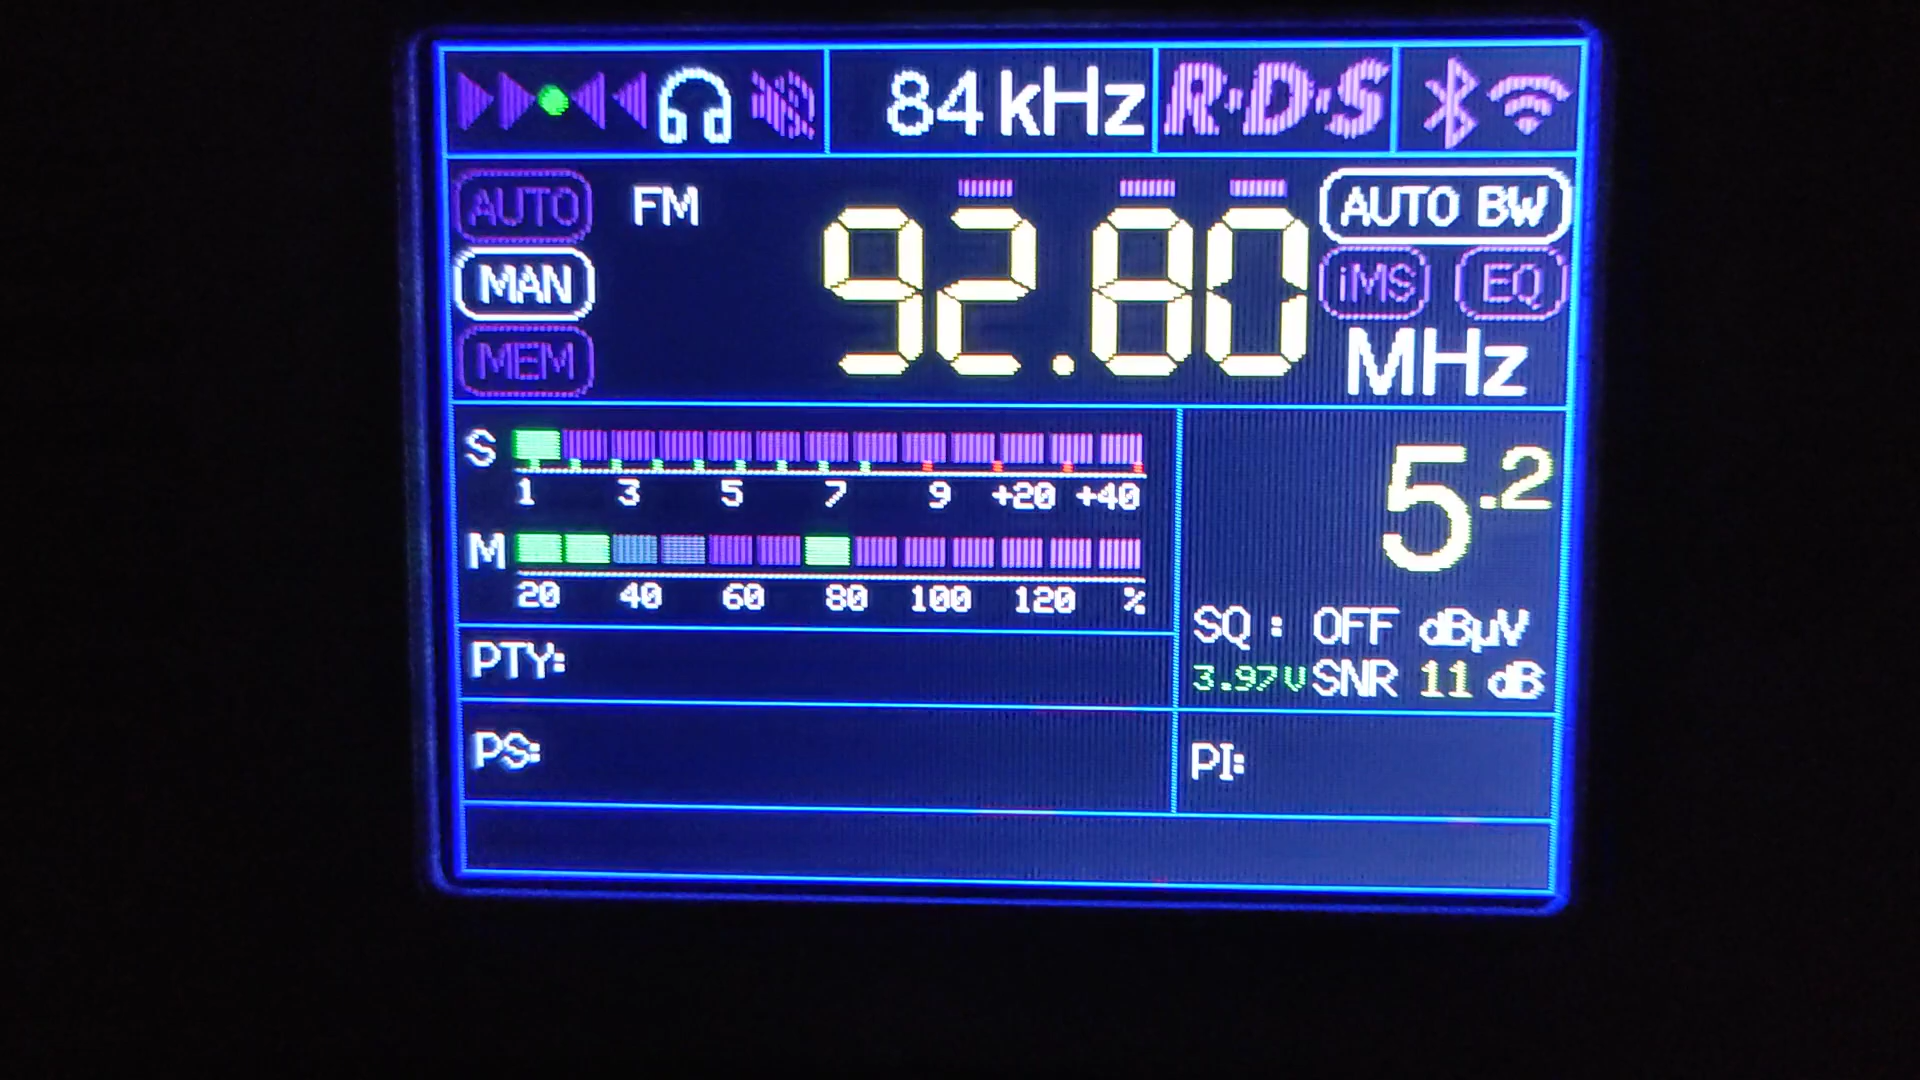 84 kHz R·D·S
AUTO FM 92.80 AUTO BW
MAN iMS EQ
MEM MHz
S
1 3 5 7 9 +20 +40
5.2
M
20 40 60 80 100 120 %
SQ : OFF dBµV
3.97V SNR 11 dB
PTY:
PS:
PI: